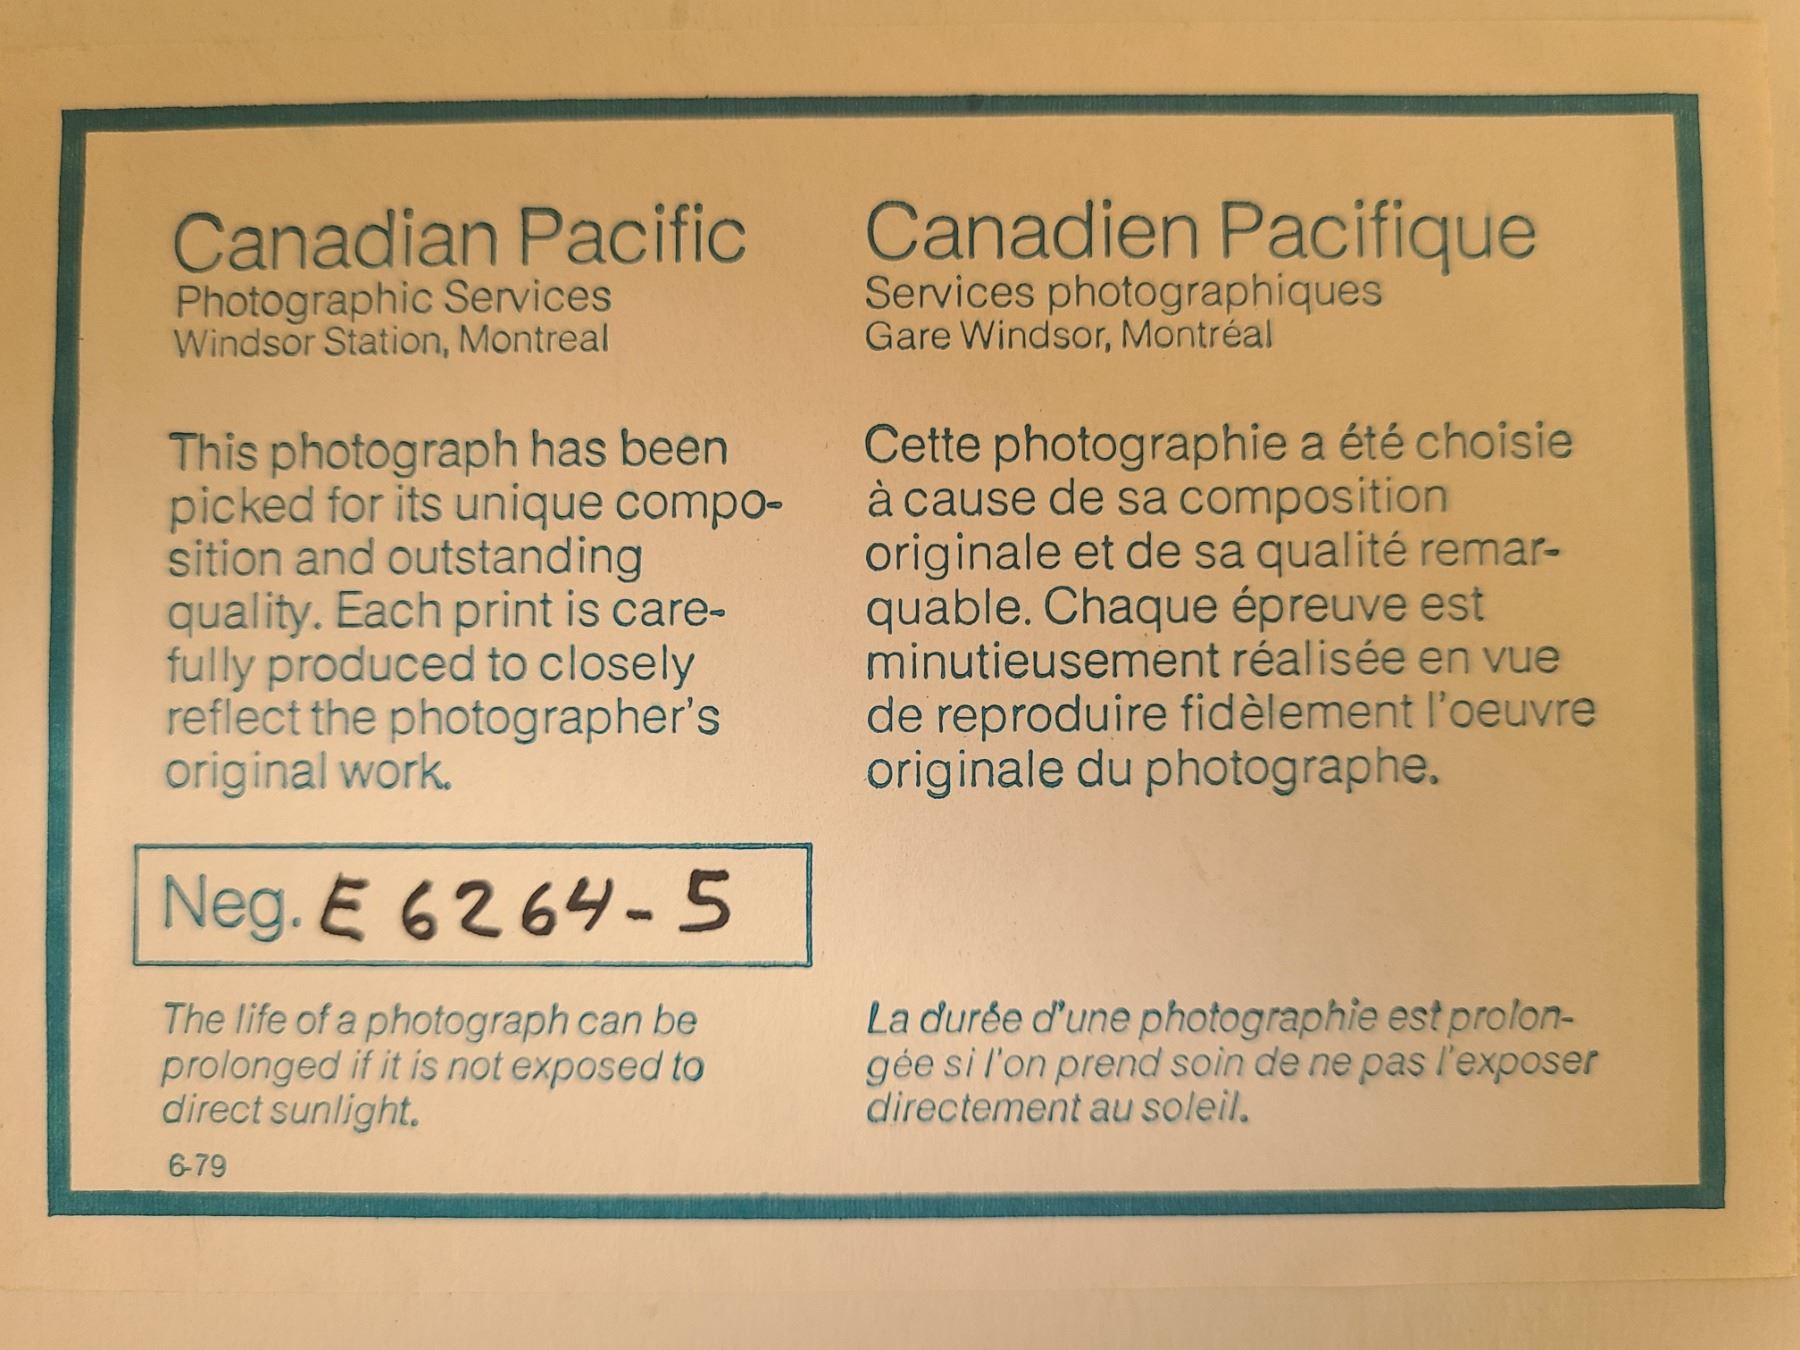 Canadian Pacific
Photographic Services
Windsor Station, Montreal
This photograph has been
picked for its unique compo-
sition and outstanding
quality. Each print is care-
fully produced to closely
reflect the photographer's
original work.
Neg. E 6264-5
The life of a photograph can be
prolonged if it is not exposed to
direct sunlight.
6-79
Canadien Pacifique
Services photographiques
Gare Windsor, Montréal
Cette photographie a été choisie
à cause de sa composition
originale et de sa qualité remar-
quable. Chaque épreuve est
minutieusement réalisée en vue
de reproduire fidèlement l'oeuvre
originale du photographe.
La durée d'une photographie est prolon-
gée si l'on prend soin de ne pas l'exposer
directement au soleil.